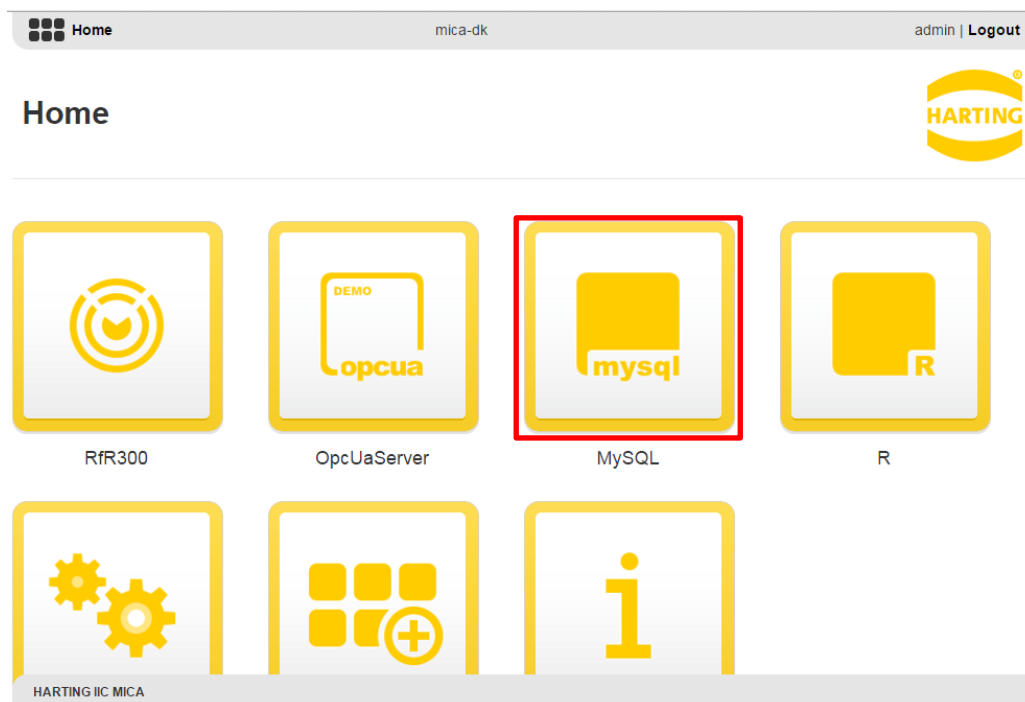 Home mica-dk admin | Logout
Home
HARTING
®
DEMO
opcua
mysql
R
RfR300 OpcUaServer MySQL R
i
HARTING IIC MICA